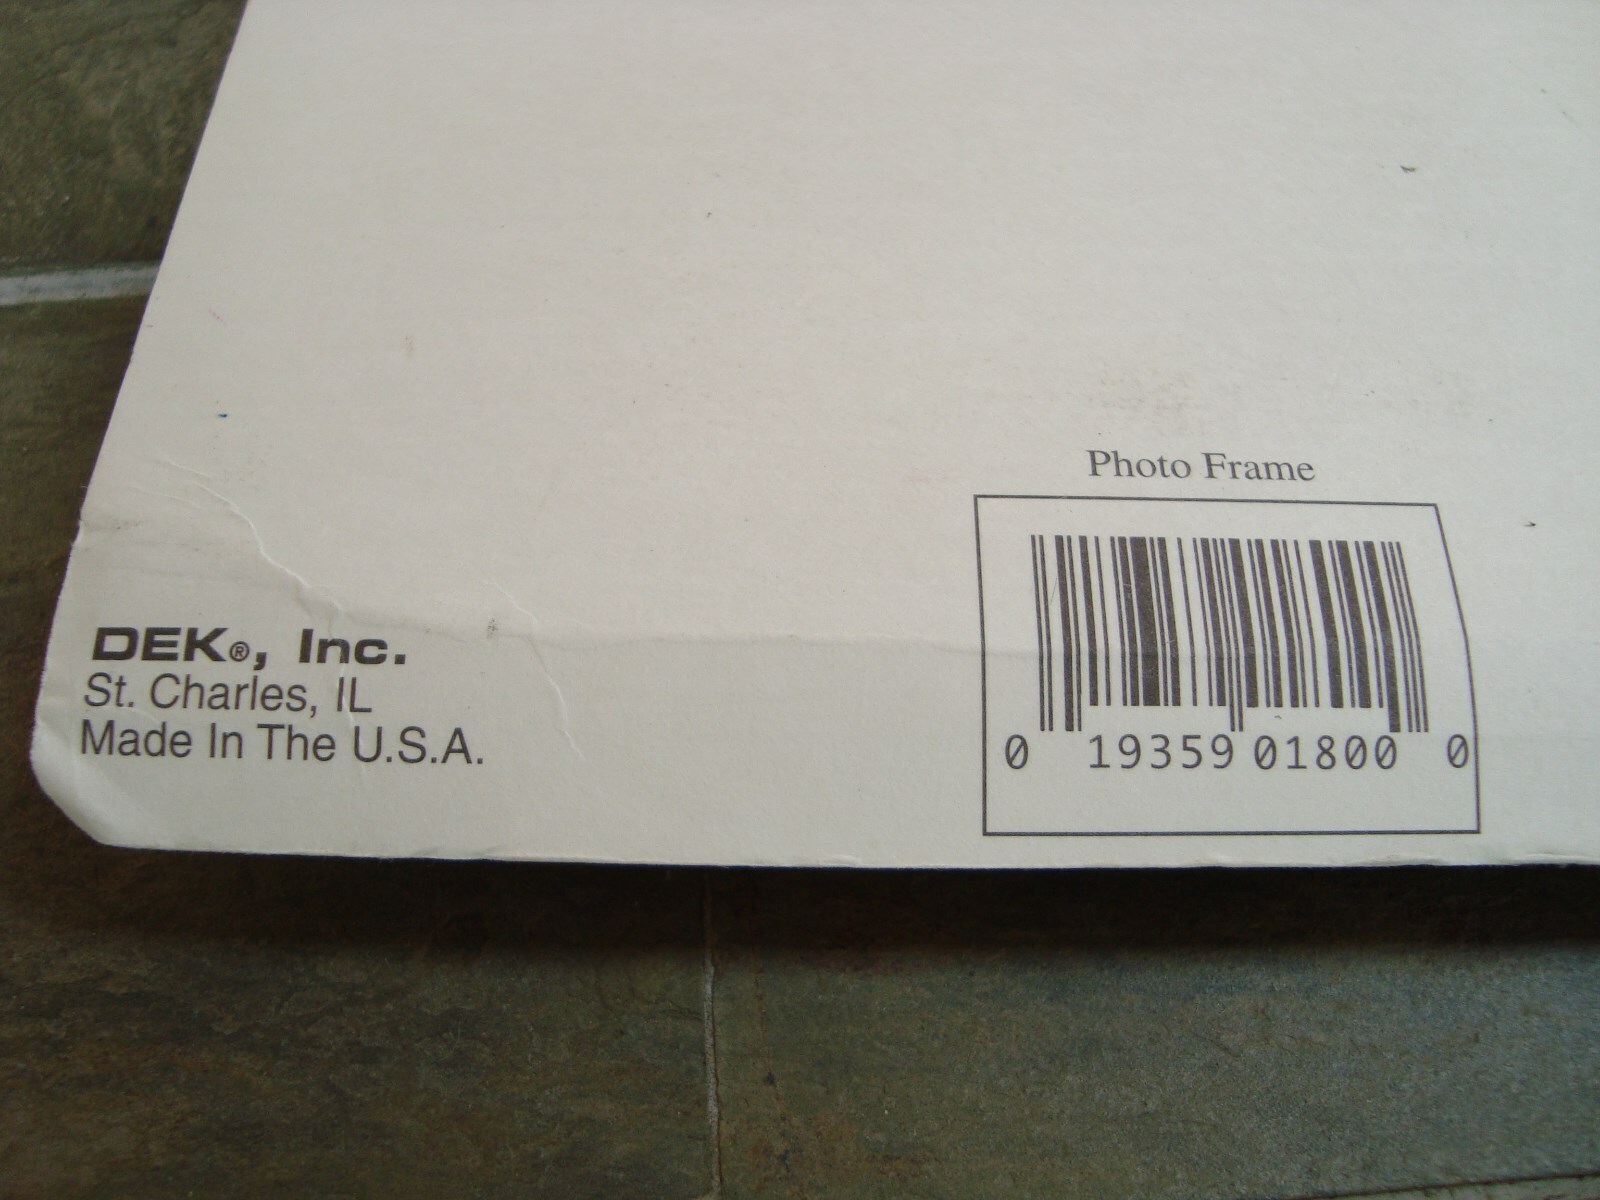 Photo Frame
0 19359 01800 0
DEK®, Inc.
St. Charles, IL
Made In The U.S.A.